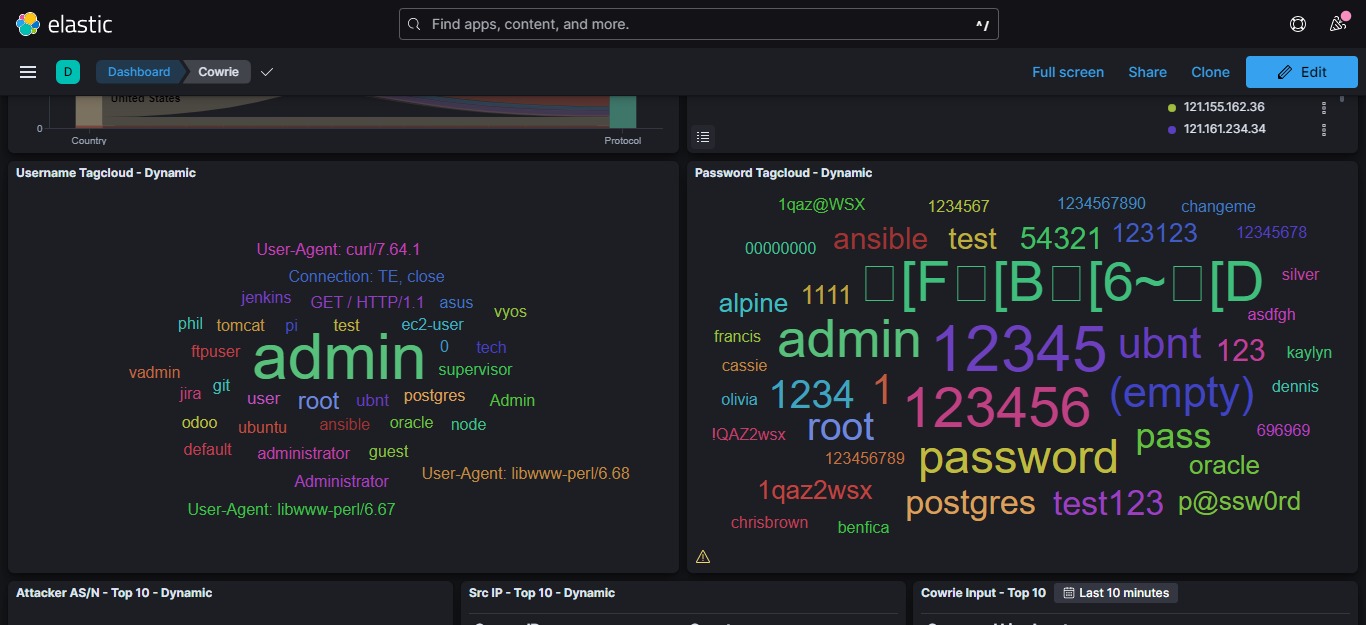 elastic
Find apps, content, and more.
^/
D
Dashboard
Cowrie
Full screen
Share
Clone
Edit
United States
0
Country
Protocol
121.155.162.36
121.161.234.34
Username Tagcloud - Dynamic
User-Agent: curl/7.64.1
Connection: TE, close
jenkins GET / HTTP/1.1 asus
vyos
phil tomcat pi test ec2-user
ftpuser admin 0 tech
vadmin supervisor
jira git user root ubnt postgres Admin
odoo ubuntu ansible oracle node
default administrator guest
Administrator User-Agent: libwww-perl/6.68
User-Agent: libwww-perl/6.67
Password Tagcloud - Dynamic
1qaz@WSX 1234567 1234567890 changeme
00000000 ansible test 54321 123123 12345678
alpine 1111 □[F□[B□[6~□[D silver
asdfgh
francis admin 12345 ubnt 123 kaylyn
cassie
olivia 1234 1 123456 (empty) dennis
!QAZ2wsx root pass 696969
123456789 password oracle
1qaz2wsx postgres test123 p@ssw0rd
chrisbrown benfica
Attacker AS/N - Top 10 - Dynamic
Src IP - Top 10 - Dynamic
Cowrie Input - Top 10
Last 10 minutes